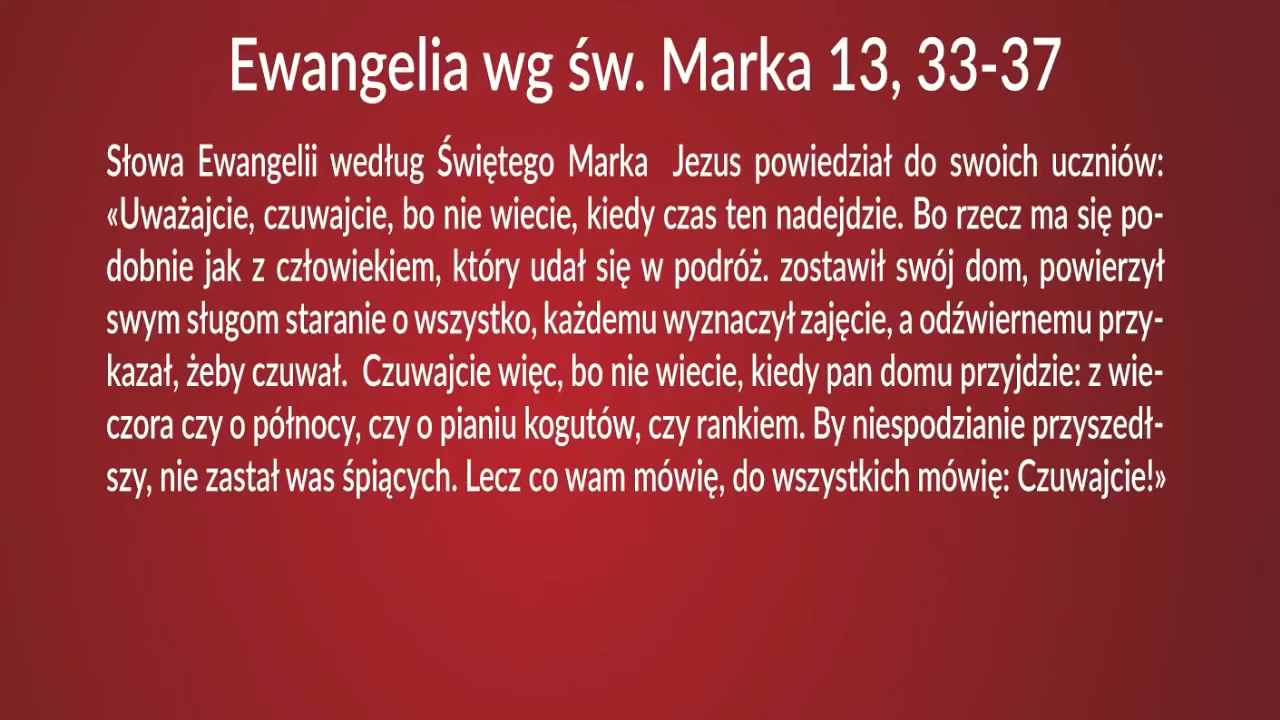 Ewangelia wg św. Marka 13, 33-37
Słowa Ewangelii według Świętego Marka Jezus powiedział do swoich uczniów:
«Uważajcie, czuwajcie, bo nie wiecie, kiedy czas ten nadejdzie. Bo rzecz ma się po-
dobnie jak z człowiekiem, który udał się w podróż. zostawił swój dom, powierzył
swym sługom staranie o wszystko, każdemu wyznaczył zajęcie, a odźwiernemu przy-
kazał, żeby czuwał. Czuwajcie więc, bo nie wiecie, kiedy pan domu przyjdzie: z wie-
czora czy o północy, czy o pianiu kogutów, czy rankiem. By niespodzianie przyszedł-
szy, nie zastał was śpiących. Lecz co wam mówię, do wszystkich mówię: Czuwajcie!»